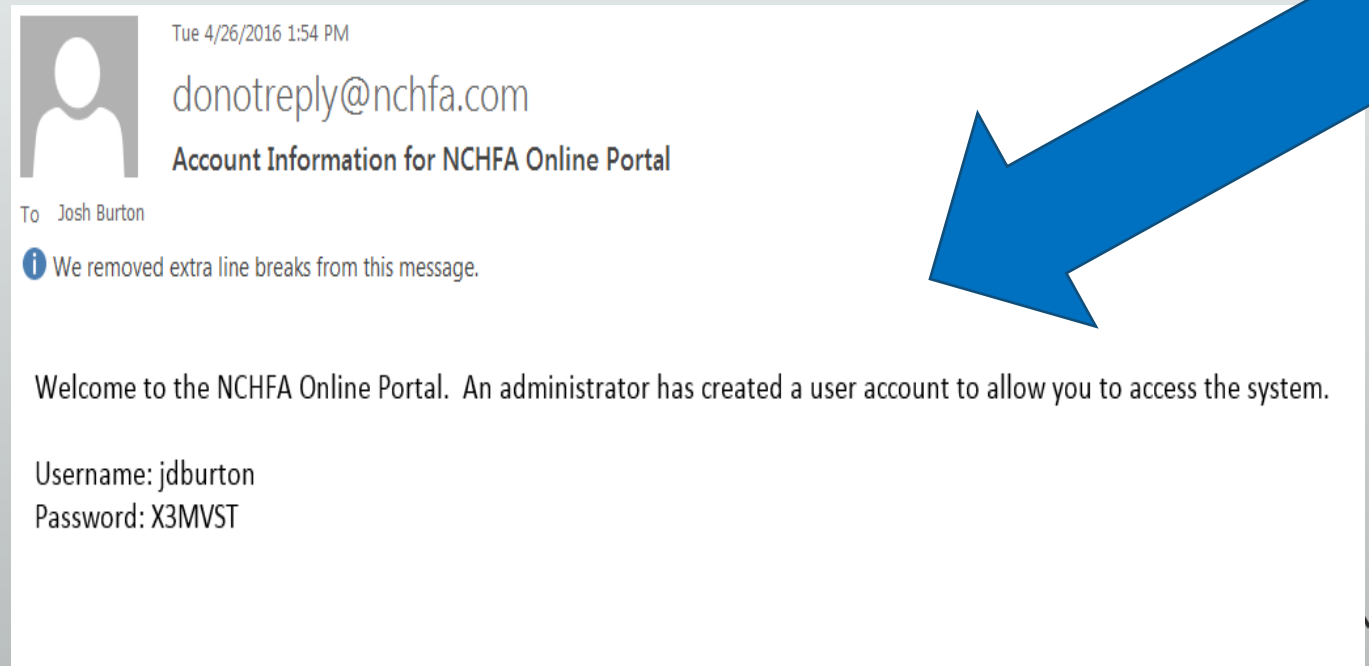 Tue 4/26/2016 1:54 PM
donotreply@nchfa.com
Account Information for NCHFA Online Portal
To Josh Burton
i We removed extra line breaks from this message.
Welcome to the NCHFA Online Portal. An administrator has created a user account to allow you to access the system.
Username: jdburton
Password: X3MVST